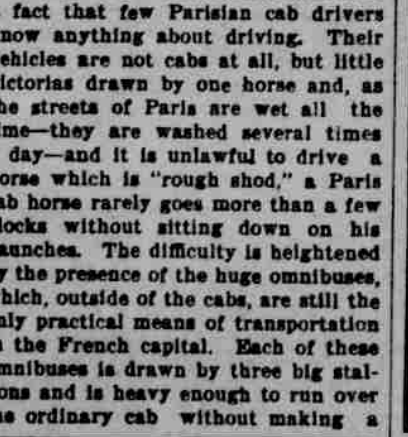 fact that few Parisian cab drivers
now anything about driving. Their
ehicles are not cabs at all, but little
ictorias drawn by one horse and, as
he streets of Paris are wet all the
ime—they are washed several times
day—and it is unlawful to drive a
orse which is "rough shod," a Paris
ab horse rarely goes more than a few
locks without sitting down on his
aunches. The difficulty is heightened
y the presence of the huge omnibuses,
hich, outside of the cabs, are still the
nly practical means of transportation
n the French capital. Each of these
mnibuses is drawn by three big stal-
ons and is heavy enough to run over
he ordinary cab without making a